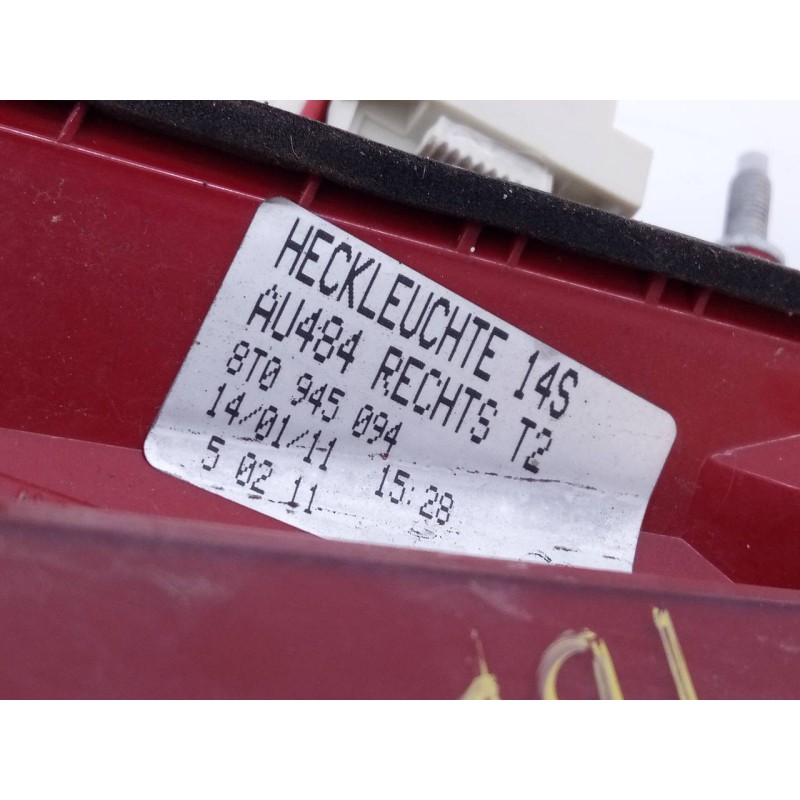 HECKLEUCHTE 14S
AU484 RECHTS T2
8T0 945 094
14/01/11 15:28
5 02 11